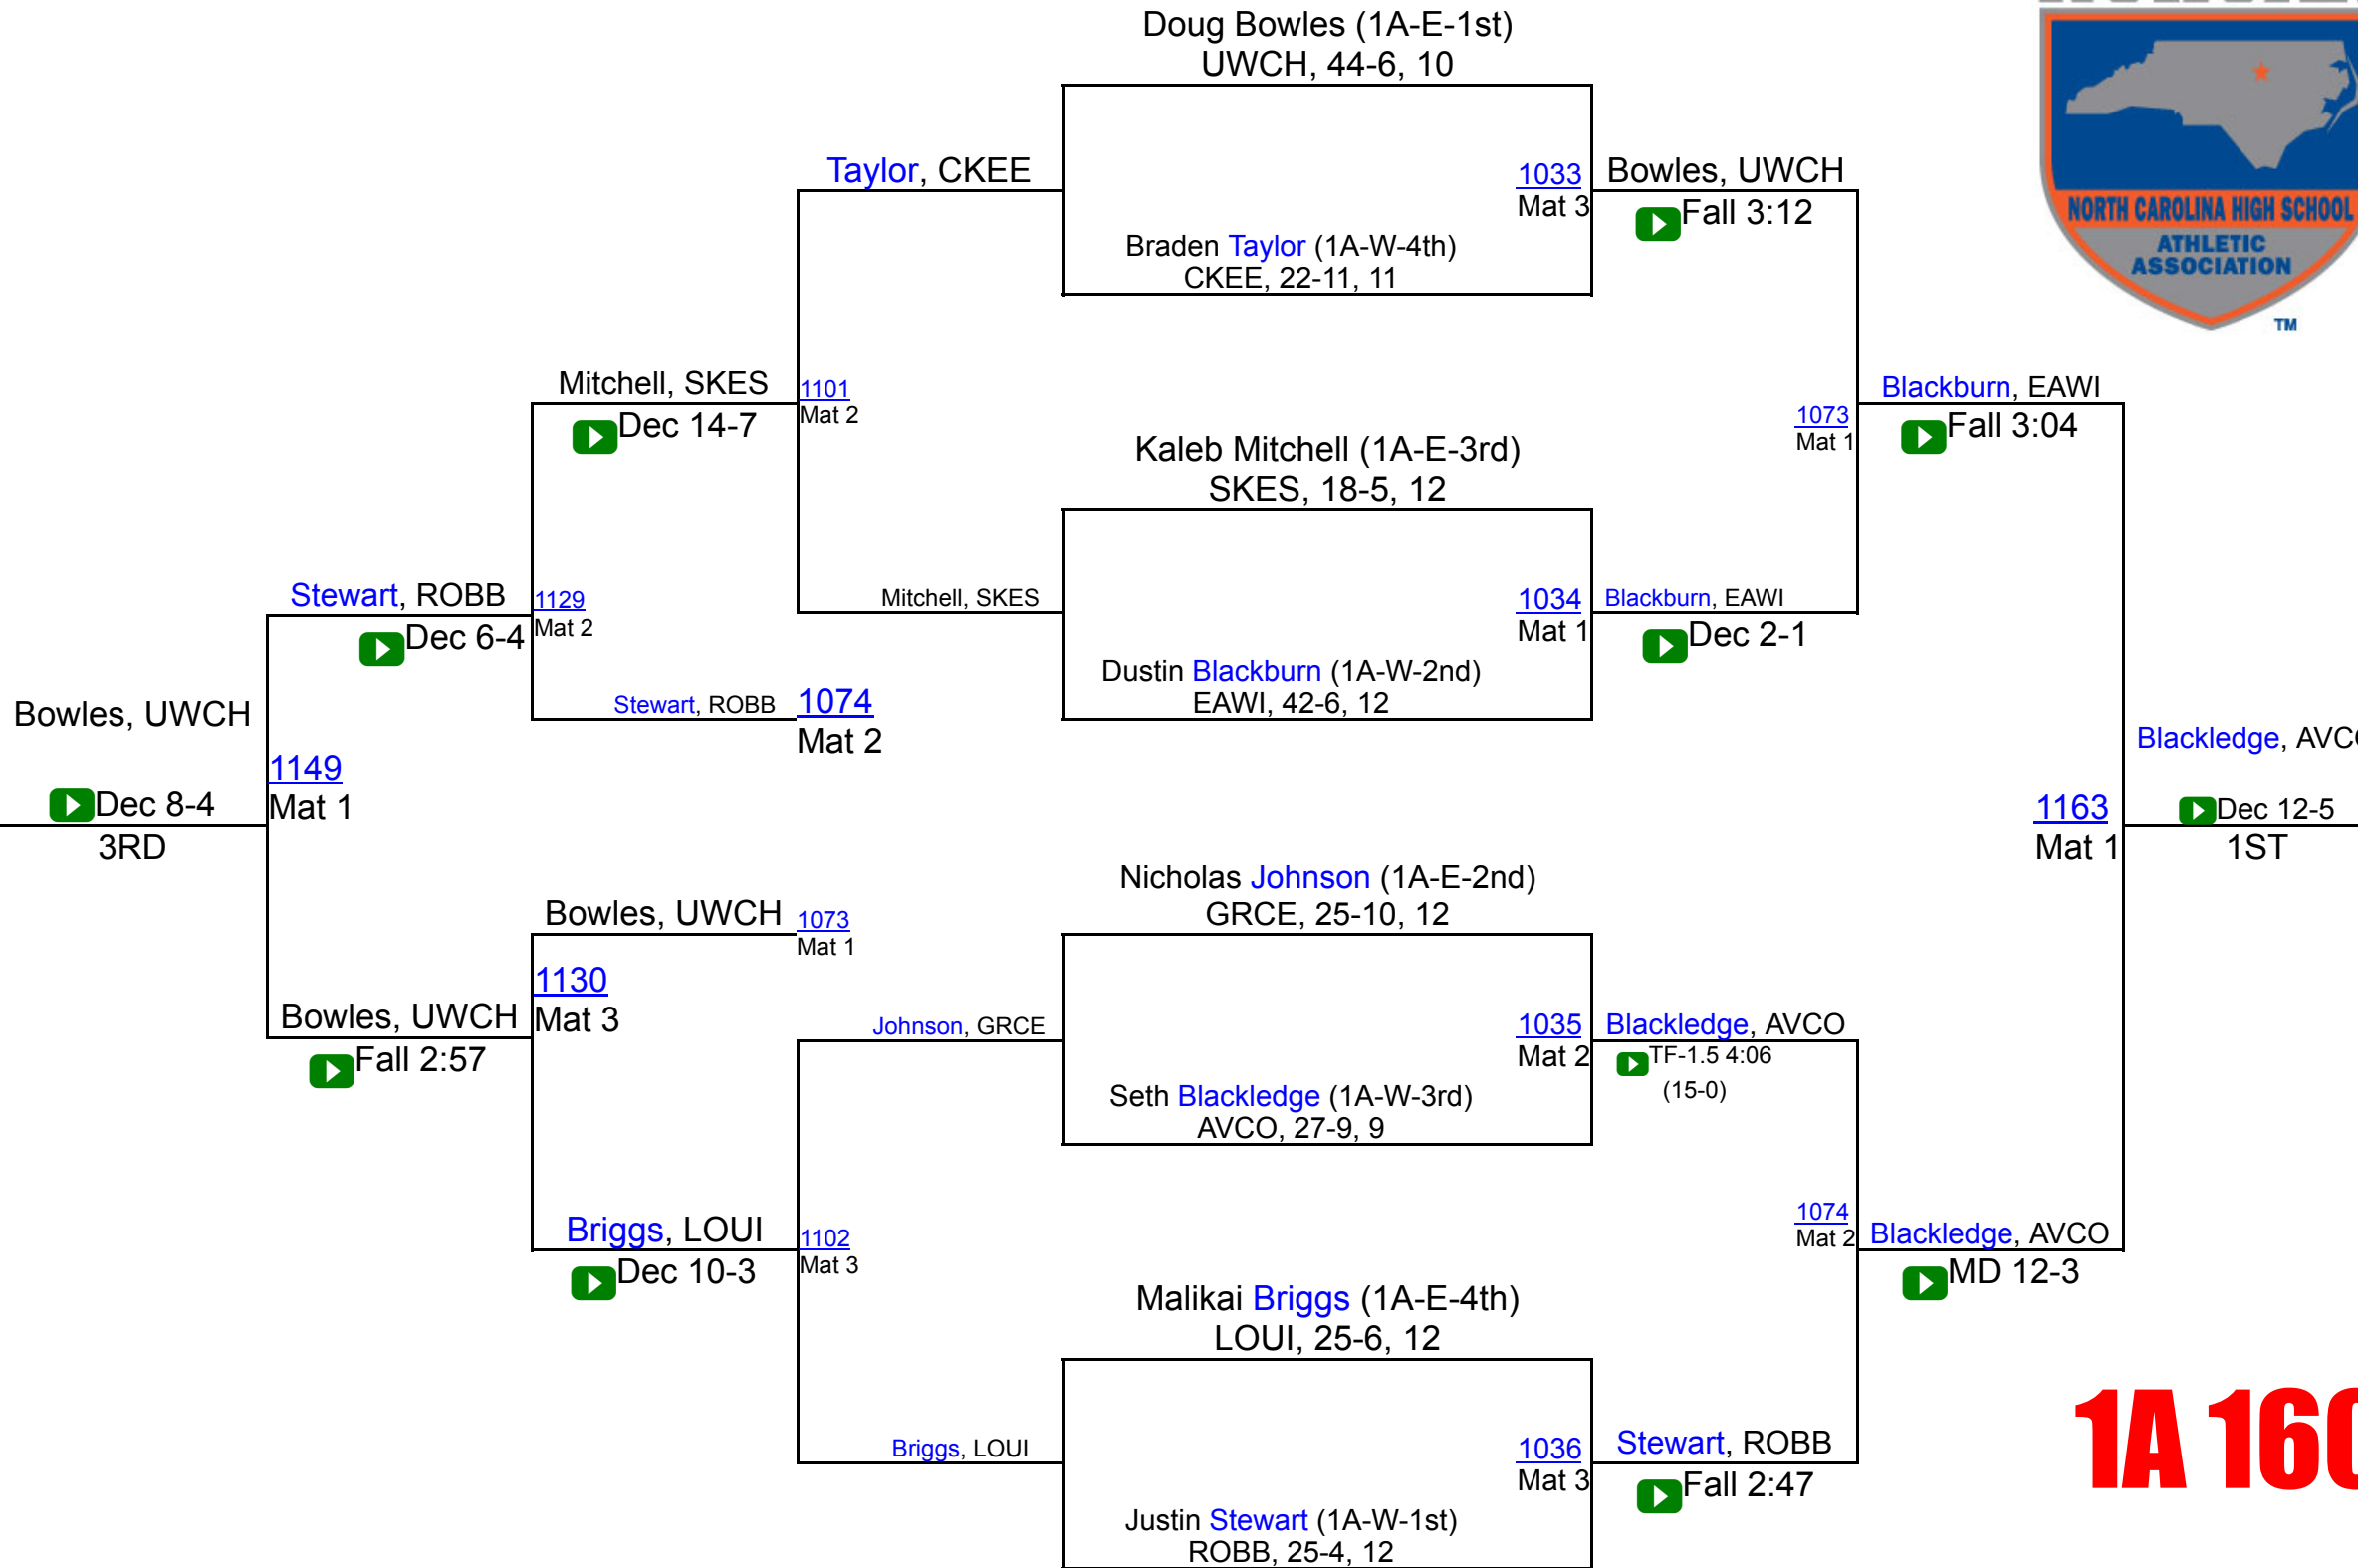 Doug Bowles (1A-E-1st)
UWCH, 44-6, 10
Taylor, CKEE
1033
Mat 3
Bowles, UWCH
Fall 3:12
Braden Taylor (1A-W-4th)
CKEE, 22-11, 11
NORTH CAROLINA HIGH SCHOOL
ATHLETIC
ASSOCIATION
TM
Mitchell, SKES
Dec 14-7
1101
Mat 2
Kaleb Mitchell (1A-E-3rd)
SKES, 18-5, 12
1073
Mat 1
Blackburn, EAWI
Fall 3:04
Stewart, ROBB
Dec 6-4
1129
Mat 2
Mitchell, SKES
1034
Mat 1
Blackburn, EAWI
Dec 2-1
Dustin Blackburn (1A-W-2nd)
EAWI, 42-6, 12
Stewart, ROBB
1074
Mat 2
Bowles, UWCH
Dec 8-4
3RD
1149
Mat 1
Blackledge, AVCO
1163
Mat 1
Dec 12-5
1ST
Nicholas Johnson (1A-E-2nd)
GRCE, 25-10, 12
Bowles, UWCH
1073
Mat 1
1130
Mat 3
Bowles, UWCH
Fall 2:57
Johnson, GRCE
1035
Mat 2
Blackledge, AVCO
TF-1.5 4:06
(15-0)
Seth Blackledge (1A-W-3rd)
AVCO, 27-9, 9
Briggs, LOUI
Dec 10-3
1102
Mat 3
1074
Mat 2
Blackledge, AVCO
MD 12-3
Malikai Briggs (1A-E-4th)
LOUI, 25-6, 12
Briggs, LOUI
1036
Mat 3
Stewart, ROBB
Fall 2:47
Justin Stewart (1A-W-1st)
ROBB, 25-4, 12
1A 160